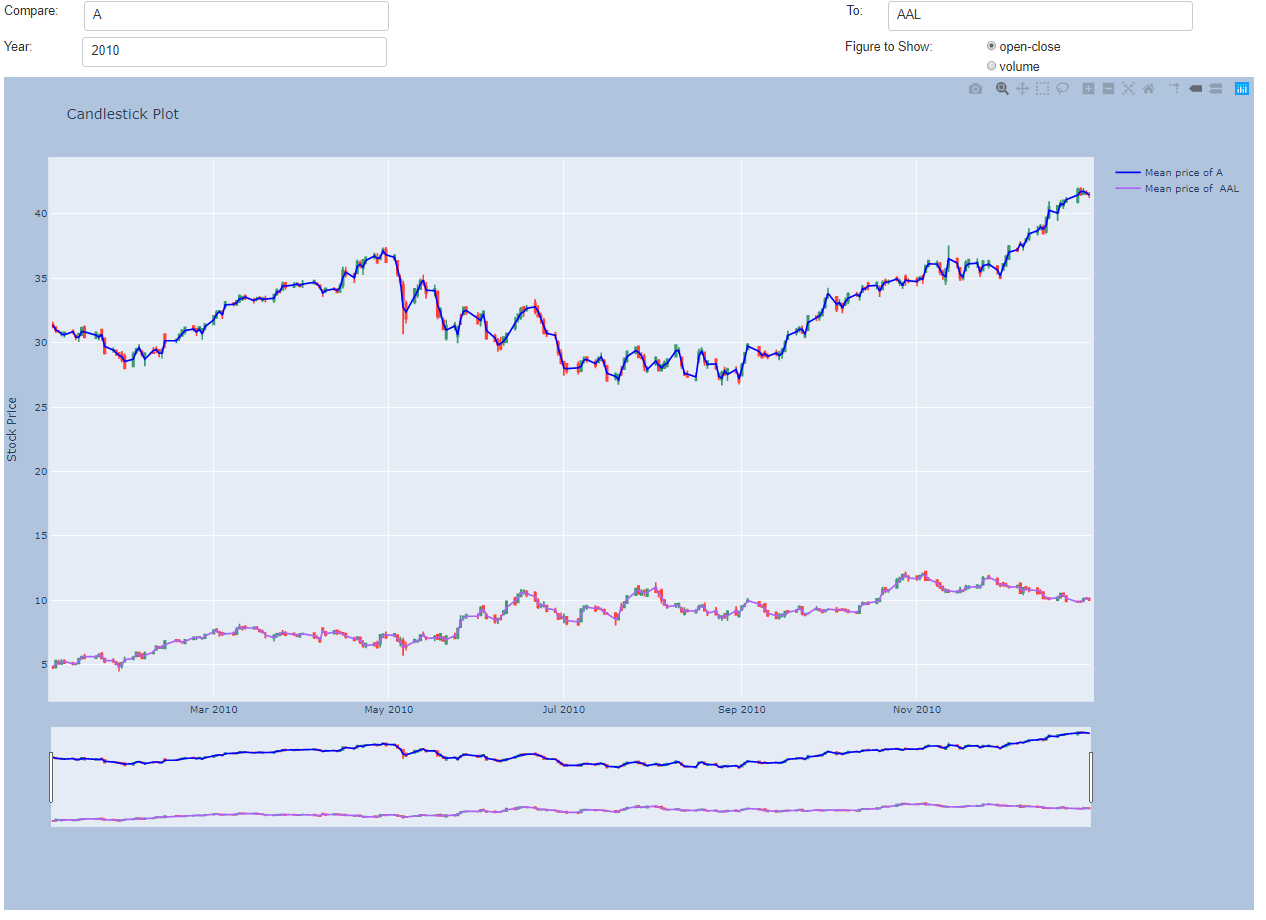 Compare: A To: AAL
Year: 2010 Figure to Show: open-close
volume
Candlestick Plot
Mean price of A
Mean price of AAL
Stock Price
40
35
30
25
20
15
10
5
Mar 2010 May 2010 Jul 2010 Sep 2010 Nov 2010